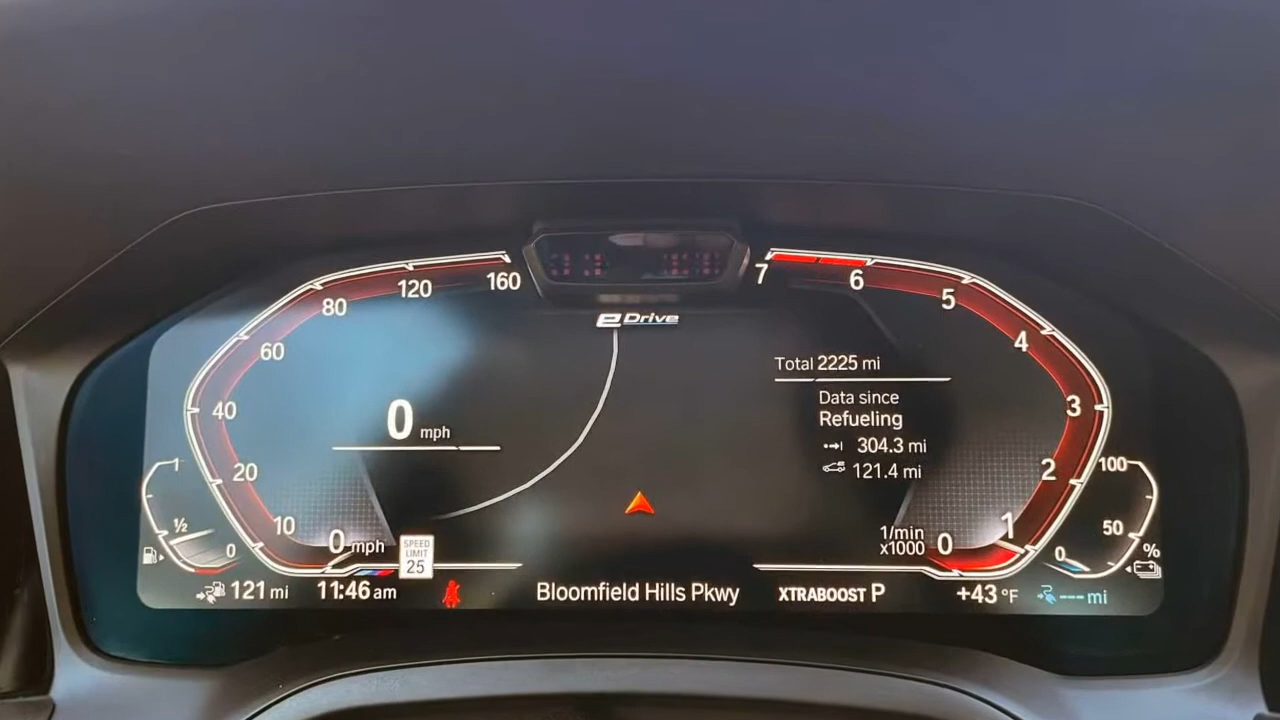 eDrive
160
120
80
60
40
20
10
0 mph
0 mph
SPEED
LIMIT
25
7
6
5
4
3
2
1
0
1/min
x1000
Total 2225 mi
Data since
Refueling
304.3 mi
121.4 mi
1
½
0
100
50
0
%
121 mi
11:46 am
Bloomfield Hills Pkwy
XTRABOOST P
+43 °F
--- mi